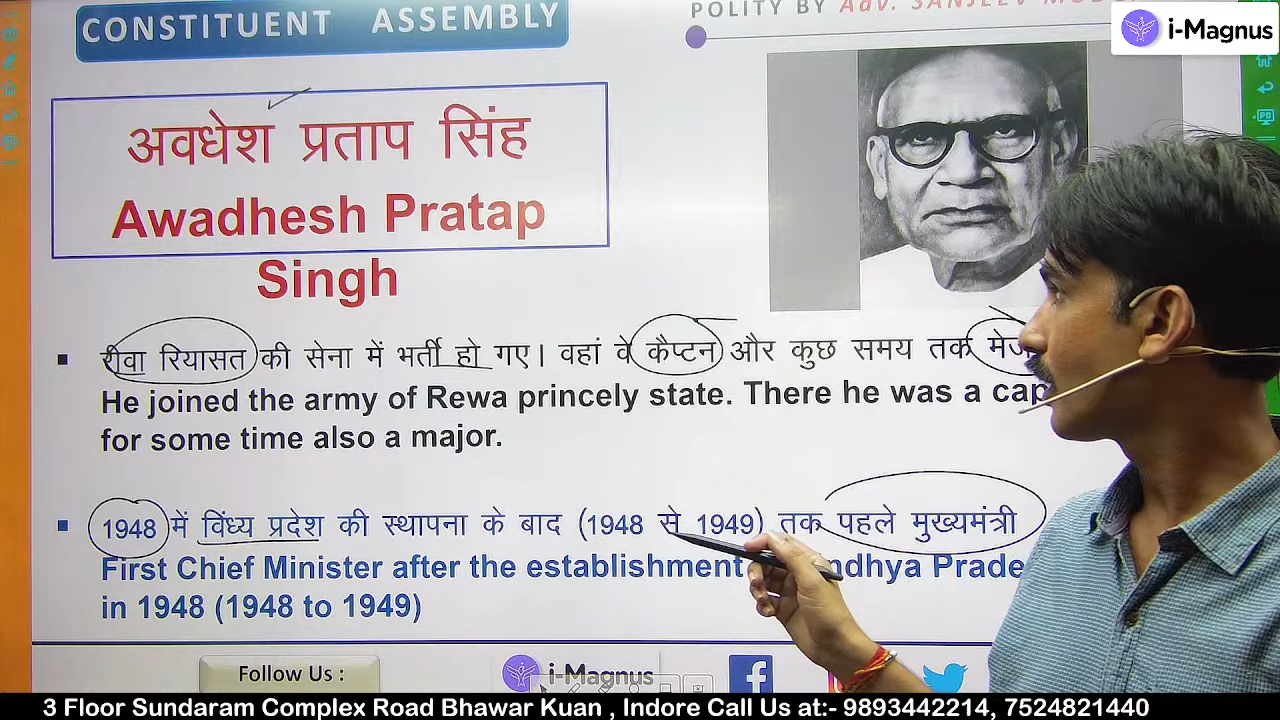 CONSTITUENT ASSEMBLY
POLITY BY Adv. SANJEEV
i-Magnus
अवधेश प्रताप सिंह
Awadhesh Pratap
Singh
रीवा रियासत की सेना में भर्ती हो गए। वहां वे कैप्टन और कुछ समय तक
He joined the army of Rewa princely state. There he was a
for some time also a major.
1948 में विंध्य प्रदेश की स्थापना के बाद (1948 से 1949) तक पहले मुख्यमंत्री
First Chief Minister after the establishment
in 1948 (1948 to 1949)
Follow Us :
i-Magnus
3 Floor Sundaram Complex Road Bhawar Kuan , Indore Call Us at:- 9893442214, 7524821440